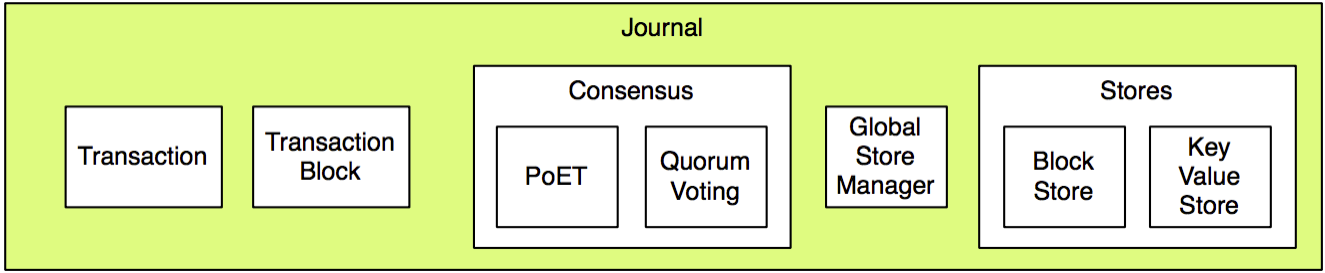 Journal
Transaction
Transaction
Block
Consensus
PoET
Quorum
Voting
Global
Store
Manager
Stores
Block
Store
Key
Value
Store